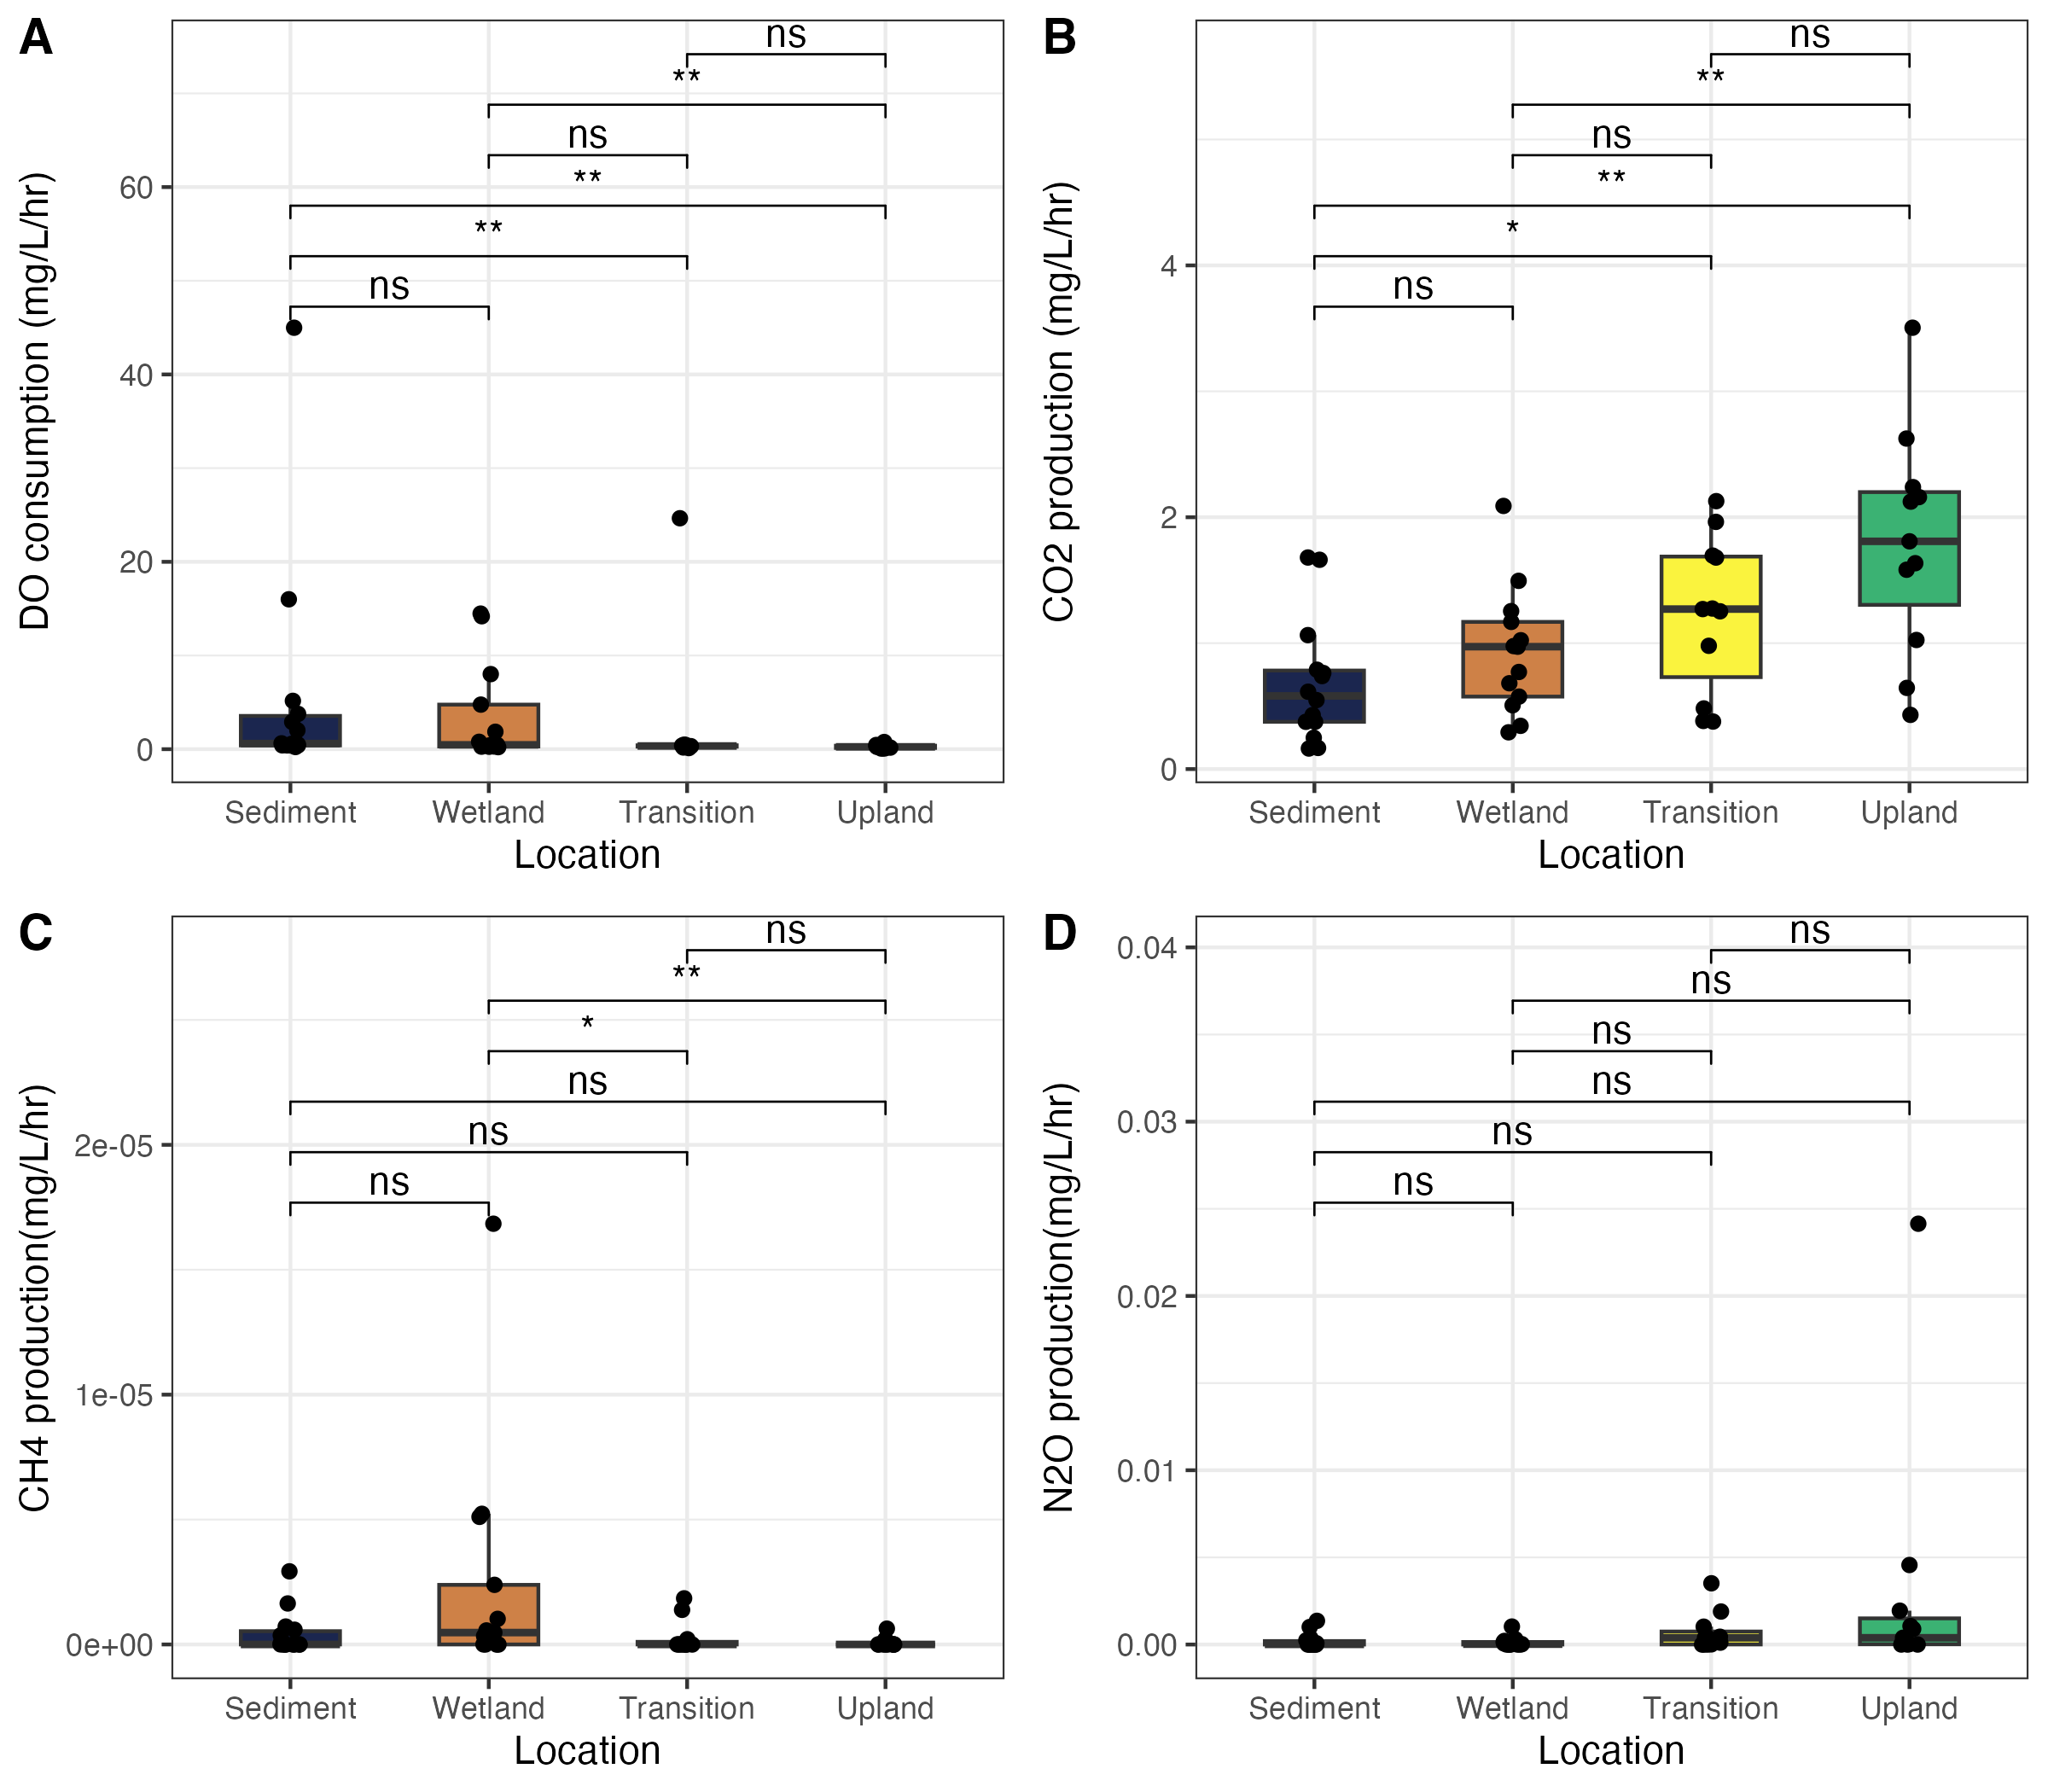 A
DO consumption (mg/L/hr)
60
40
20
0
ns
**
ns
**
**
ns
Sediment Wetland Transition Upland
Location
B
CO2 production (mg/L/hr)
4
2
0
ns
**
ns
**
*
ns
Sediment Wetland Transition Upland
Location
C
CH4 production(mg/L/hr)
2e-05
1e-05
0e+00
ns
**
*
ns
ns
ns
Sediment Wetland Transition Upland
Location
D
N2O production(mg/L/hr)
0.04
0.03
0.02
0.01
0.00
ns
ns
ns
ns
ns
ns
Sediment Wetland Transition Upland
Location